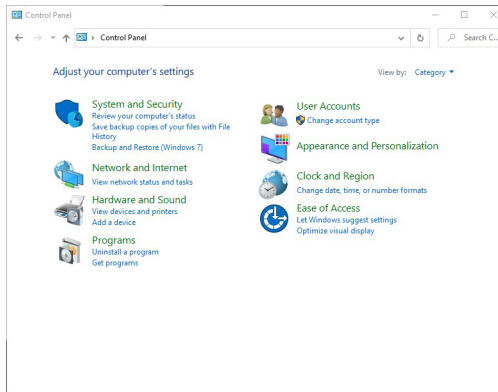 Control Panel
Control Panel
Search C...
Adjust your computer's settings
View by: Category
System and Security
Review your computer's status
Save backup copies of your files with File
History
Backup and Restore (Windows 7)
Network and Internet
View network status and tasks
Hardware and Sound
View devices and printers
Add a device
Programs
Uninstall a program
Get programs
User Accounts
Change account type
Appearance and Personalization
Clock and Region
Change date, time, or number formats
Ease of Access
Let Windows suggest settings
Optimize visual display